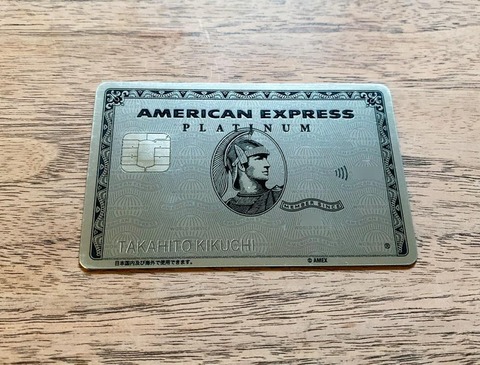 AMERICAN EXPRESS
PLATINUM
MEMBER SINCE
TAKAHITO KIKUCHI
®
日本国内及び海外で使用できます。
© AMEX